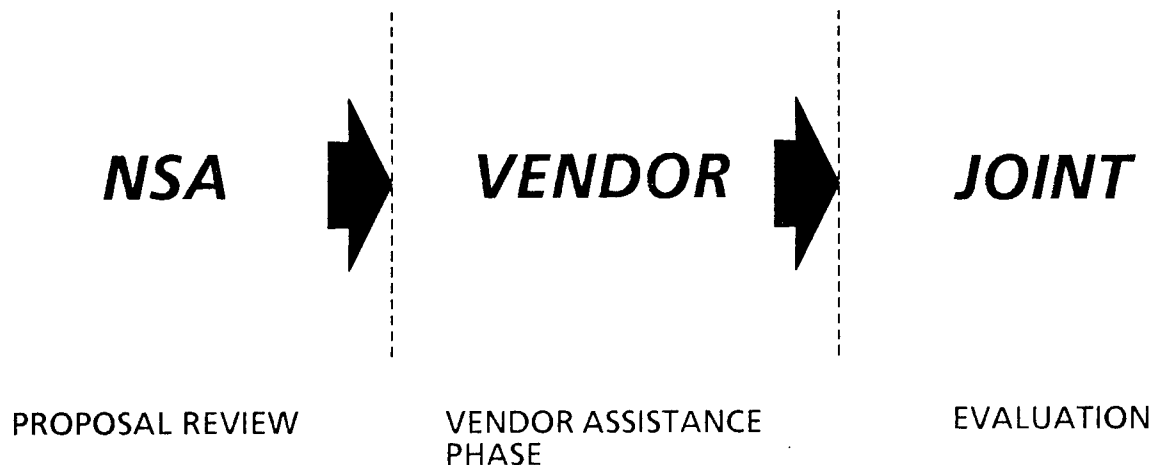 NSA
VENDOR
JOINT
PROPOSAL REVIEW
VENDOR ASSISTANCE
PHASE
EVALUATION